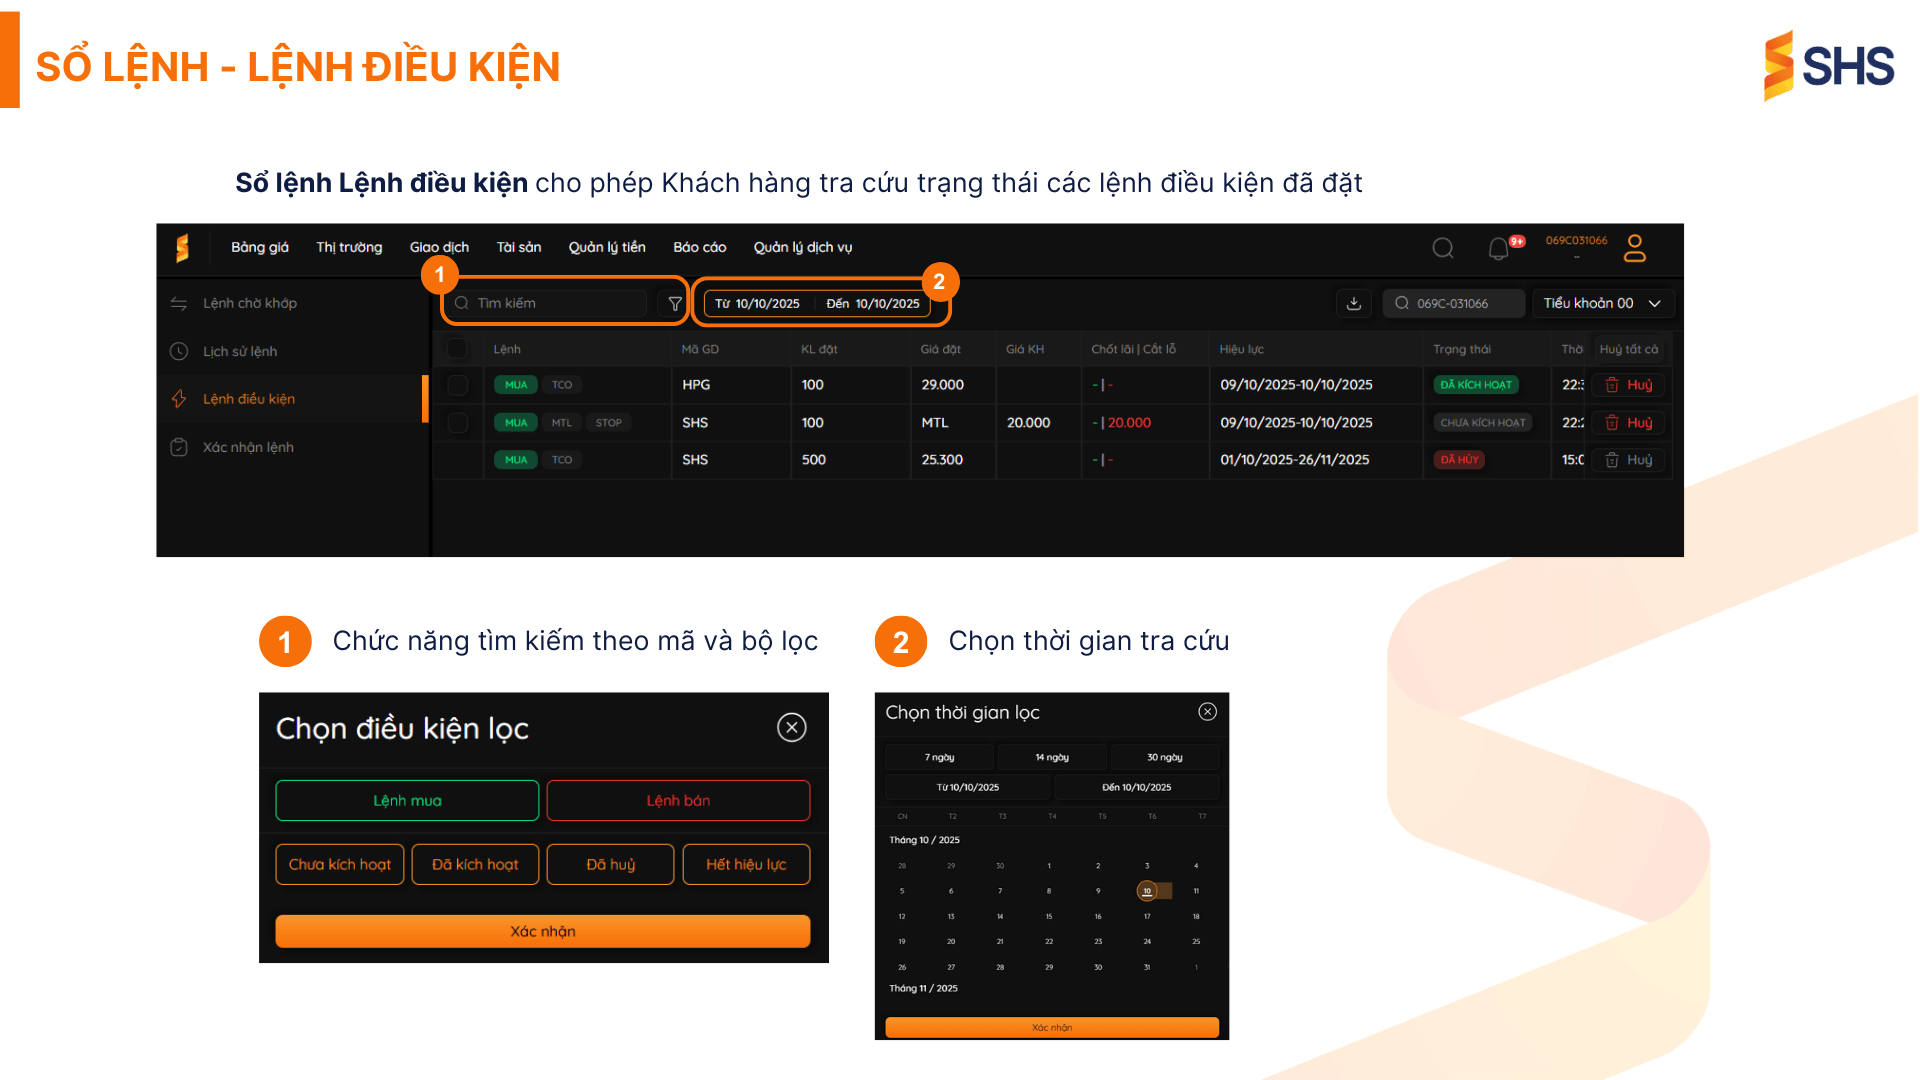 SỔ LỆNH - LỆNH ĐIỀU KIỆN
SHS
Sổ lệnh Lệnh điều kiện cho phép Khách hàng tra cứu trạng thái các lệnh điều kiện đã đặt
Bảng giá Thị trường Giao dịch Tài sản Quản lý tiền Báo cáo Quản lý dịch vụ
9+ 069C031066
--
1
2
Lệnh chờ khớp
Lịch sử lệnh
Lệnh điều kiện
Xác nhận lệnh
Tìm kiếm
Từ 10/10/2025 Đến 10/10/2025
069C-031066 Tiểu khoản 00
Lệnh Mã GD KL đặt Giá đặt Giá KH Chốt lãi | Cắt lỗ Hiệu lực Trạng thái Thời Huỷ tất cả
MUA TCO HPG 100 29.000 - | - 09/10/2025-10/10/2025 ĐÃ KÍCH HOẠT 22:3 Huỷ
MUA MTL STOP SHS 100 MTL 20.000 - | 20.000 09/10/2025-10/10/2025 CHƯA KÍCH HOẠT 22:2 Huỷ
MUA TCO SHS 500 25.300 - | - 01/10/2025-26/11/2025 ĐÃ HỦY 15:0 Huỷ
1 Chức năng tìm kiếm theo mã và bộ lọc
Chọn điều kiện lọc
Lệnh mua Lệnh bán
Chưa kích hoạt Đã kích hoạt Đã huỷ Hết hiệu lực
Xác nhận
2 Chọn thời gian tra cứu
Chọn thời gian lọc
7 ngày 14 ngày 30 ngày
Từ 10/10/2025 Đến 10/10/2025
CN T2 T3 T4 T5 T6 T7
Tháng 10 / 2025
28 29 30 1 2 3 4
5 6 7 8 9 10 11
12 13 14 15 16 17 18
19 20 21 22 23 24 25
26 27 28 29 30 31 1
Tháng 11 / 2025
Xác nhận